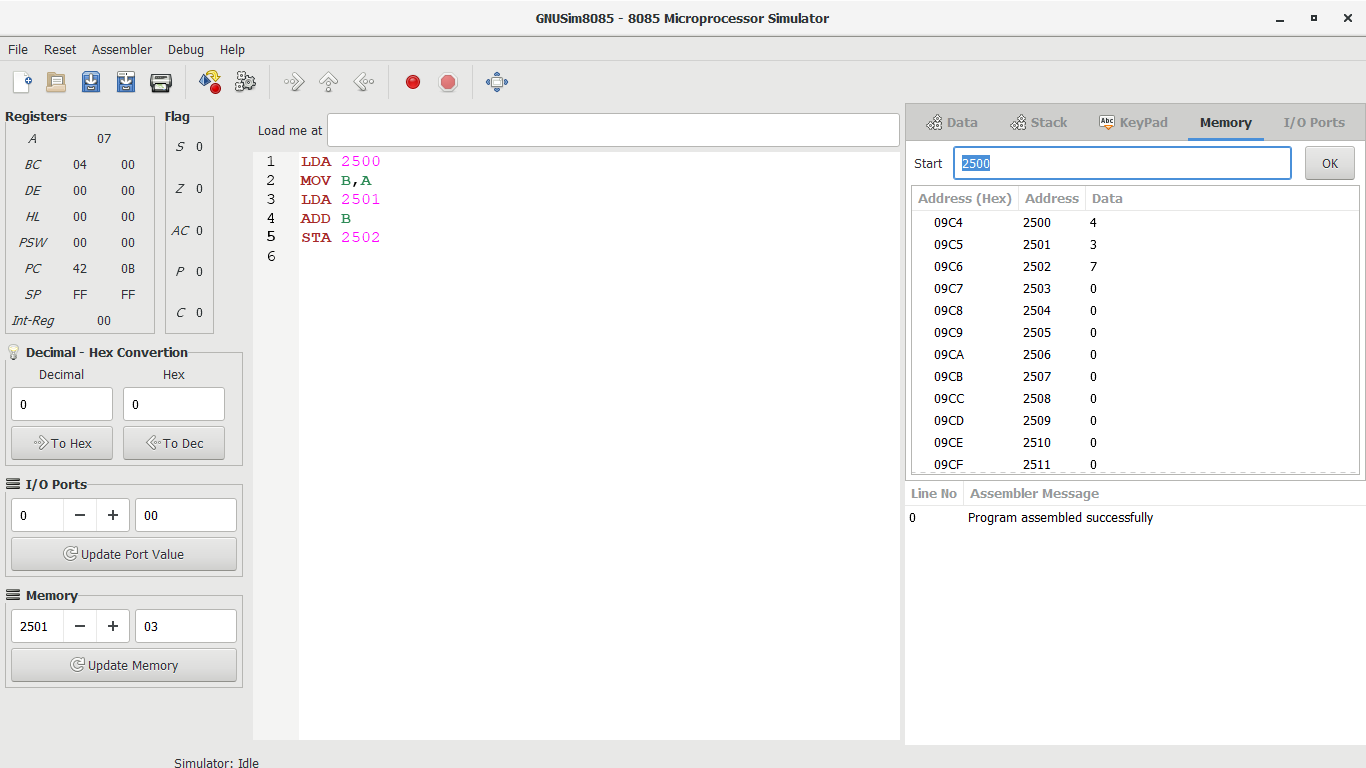 GNUSim8085 - 8085 Microprocessor Simulator
File Reset Assembler Debug Help
Registers
A 07
BC 04 00
DE 00 00
HL 00 00
PSW 00 00
PC 42 0B
SP FF FF
Int-Reg 00
Flag
S 0
Z 0
AC 0
P 0
C 0
Decimal - Hex Convertion
Decimal Hex
0 0
To Hex To Dec
I/O Ports
0 − + 00
Update Port Value
Memory
2501 − + 03
Update Memory
Load me at
1 LDA 2500
2 MOV B,A
3 LDA 2501
4 ADD B
5 STA 2502
6
Data Stack Abc KeyPad Memory I/O Ports
Start 2500 OK
Address (Hex) Address Data
09C4 2500 4
09C5 2501 3
09C6 2502 7
09C7 2503 0
09C8 2504 0
09C9 2505 0
09CA 2506 0
09CB 2507 0
09CC 2508 0
09CD 2509 0
09CE 2510 0
09CF 2511 0
Line No Assembler Message
0 Program assembled successfully
Simulator: Idle